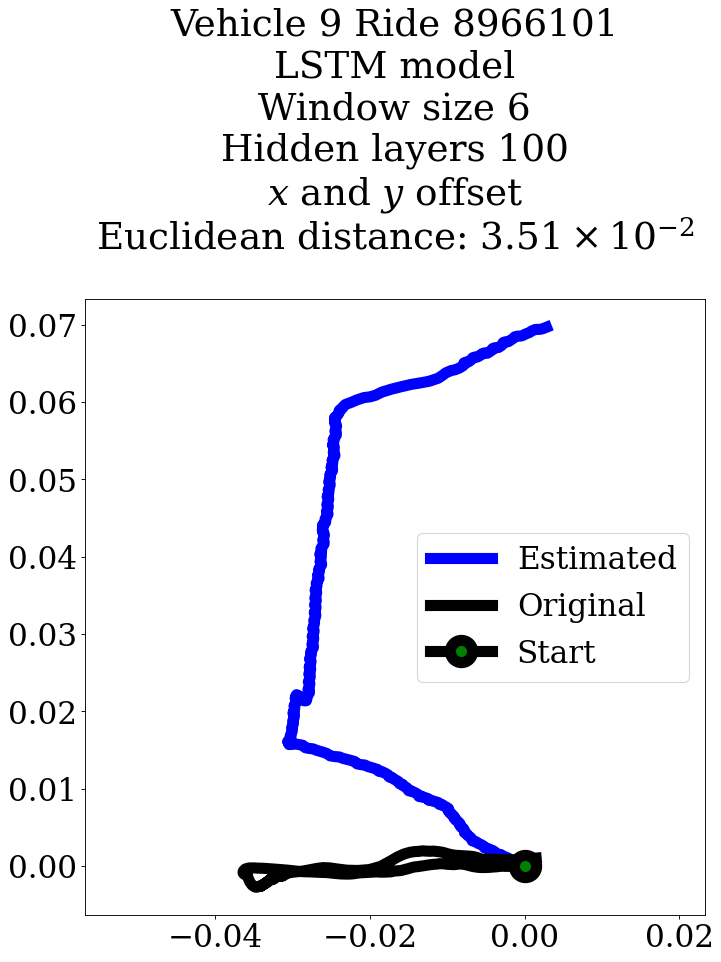 Vehicle 9 Ride 8966101
LSTM model
Window size 6
Hidden layers 100
x and y offset
Euclidean distance: 3.51 × 10⁻²
0.07
0.06
0.05
0.04
0.03
0.02
0.01
0.00
Estimated
Original
Start
−0.04
−0.02
0.00
0.02